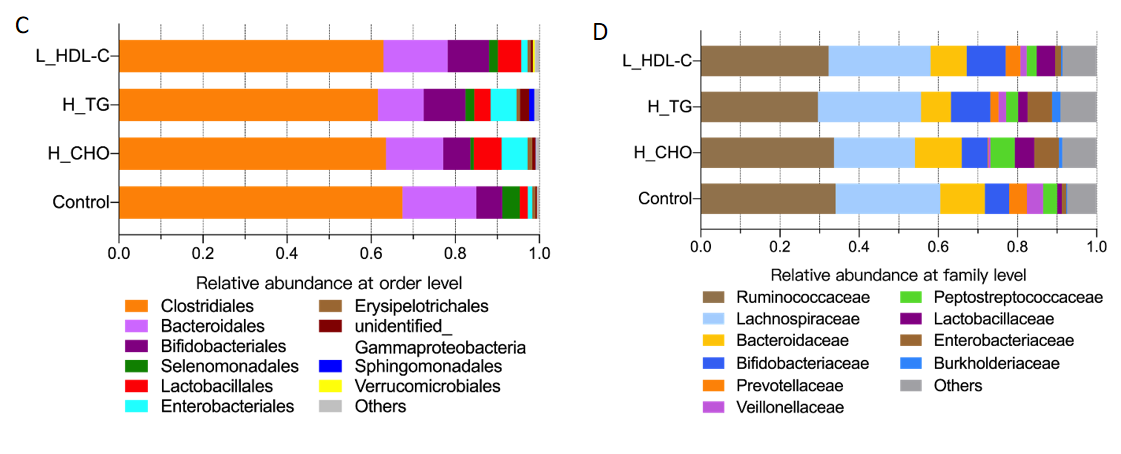 C
L_HDL-C
H_TG
H_CHO
Control
0.0 0.2 0.4 0.6 0.8 1.0
Relative abundance at order level
Clostridiales
Bacteroidales
Bifidobacteriales
Selenomonadales
Lactobacillales
Enterobacteriales
Erysipelotrichales
unidentified_
Gammaproteobacteria
Sphingomonadales
Verrucomicrobiales
Others
D
L_HDL-C
H_TG
H_CHO
Control
0.0 0.2 0.4 0.6 0.8 1.0
Relative abundance at family level
Ruminococcaceae
Lachnospiraceae
Bacteroidaceae
Bifidobacteriaceae
Prevotellaceae
Veillonellaceae
Peptostreptococcaceae
Lactobacillaceae
Enterobacteriaceae
Burkholderiaceae
Others